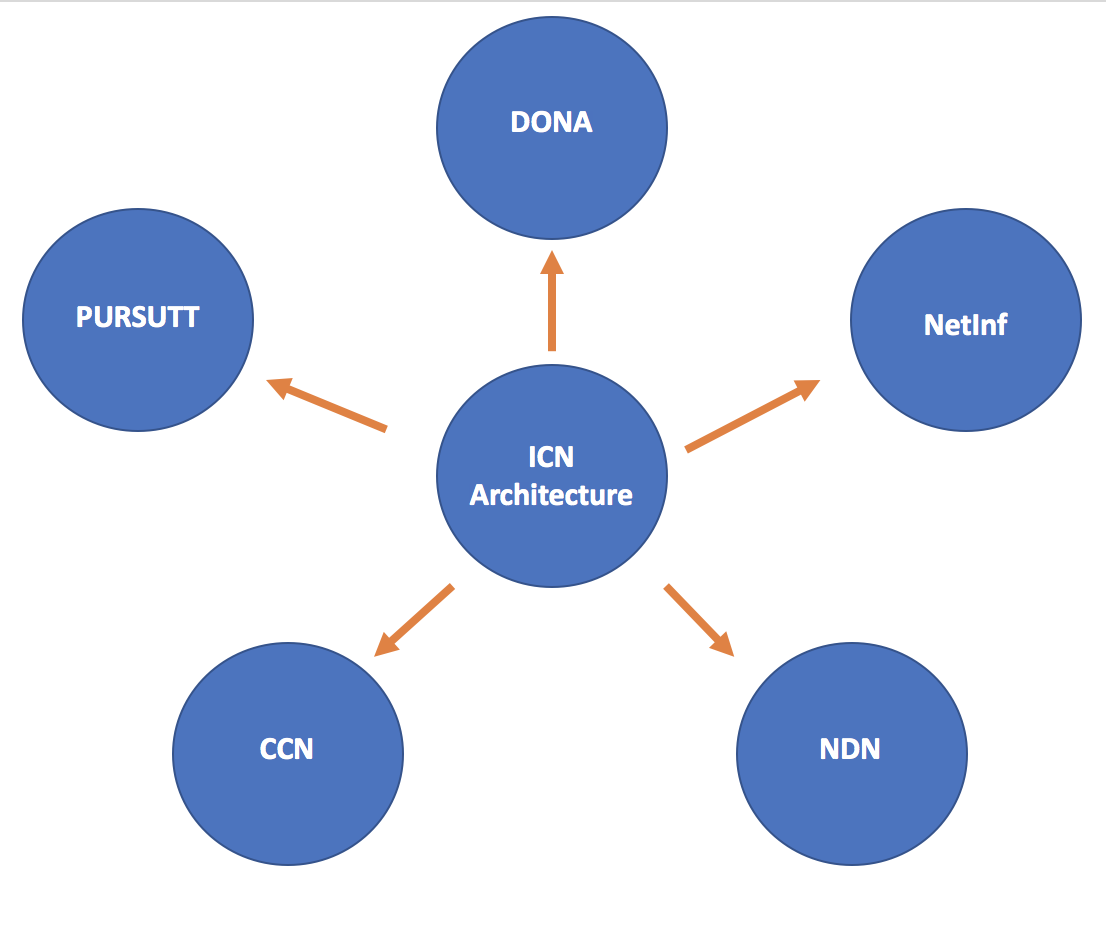 DONA
PURSUTT
NetInf
ICN
Architecture
CCN
NDN